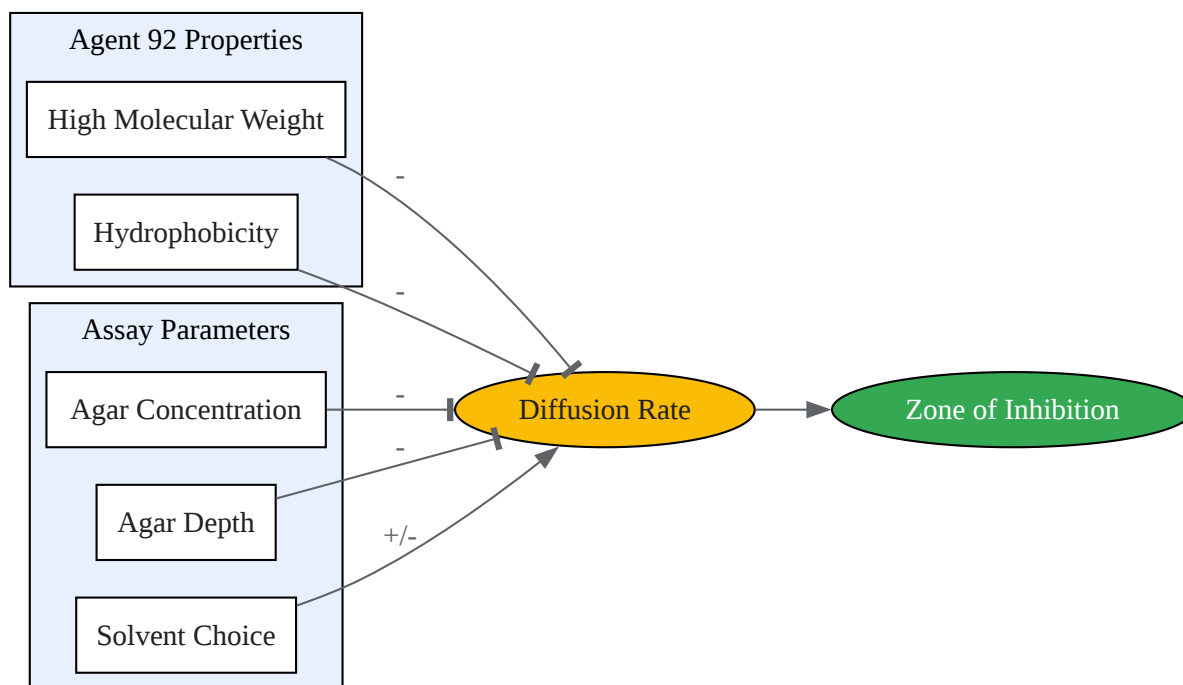 Agent 92 Properties
High Molecular Weight
-
Hydrophobicity
-
Assay Parameters
Agar Concentration
-
Diffusion Rate
Zone of Inhibition
-
Agar Depth
+/-
Solvent Choice